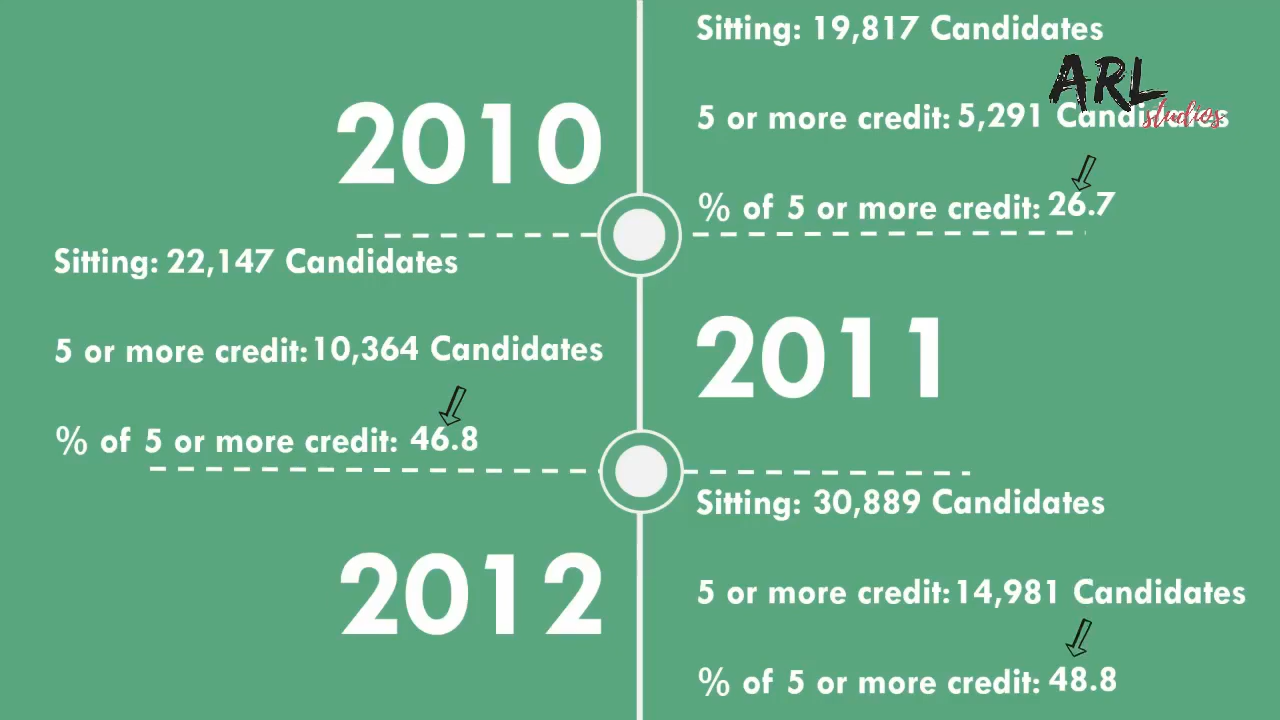 Sitting: 19,817 Candidates
ARL
studios
2010
5 or more credit: 5,291 Candidates
% of 5 or more credit: 26.7
Sitting: 22,147 Candidates
5 or more credit: 10,364 Candidates
2011
% of 5 or more credit: 46.8
Sitting: 30,889 Candidates
2012
5 or more credit: 14,981 Candidates
% of 5 or more credit: 48.8